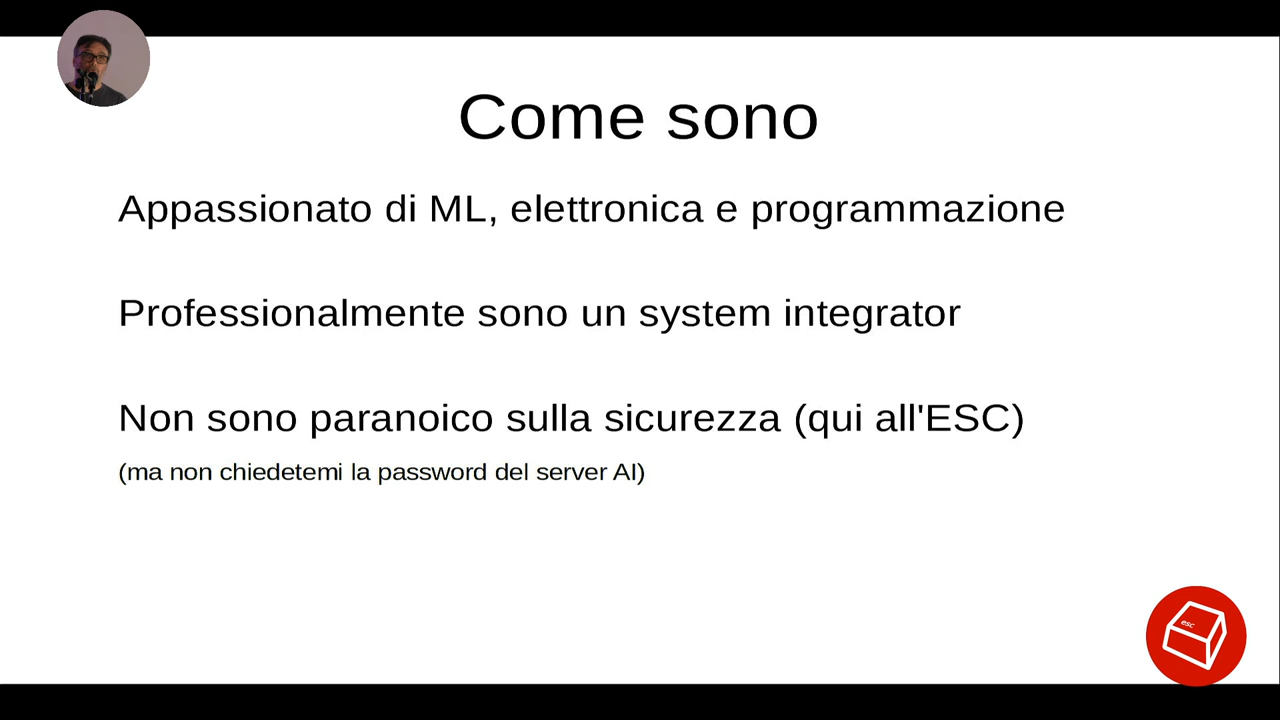 Come sono
Appassionato di ML, elettronica e programmazione
Professionalmente sono un system integrator
Non sono paranoico sulla sicurezza (qui all'ESC)
(ma non chiedetemi la password del server AI)
esc